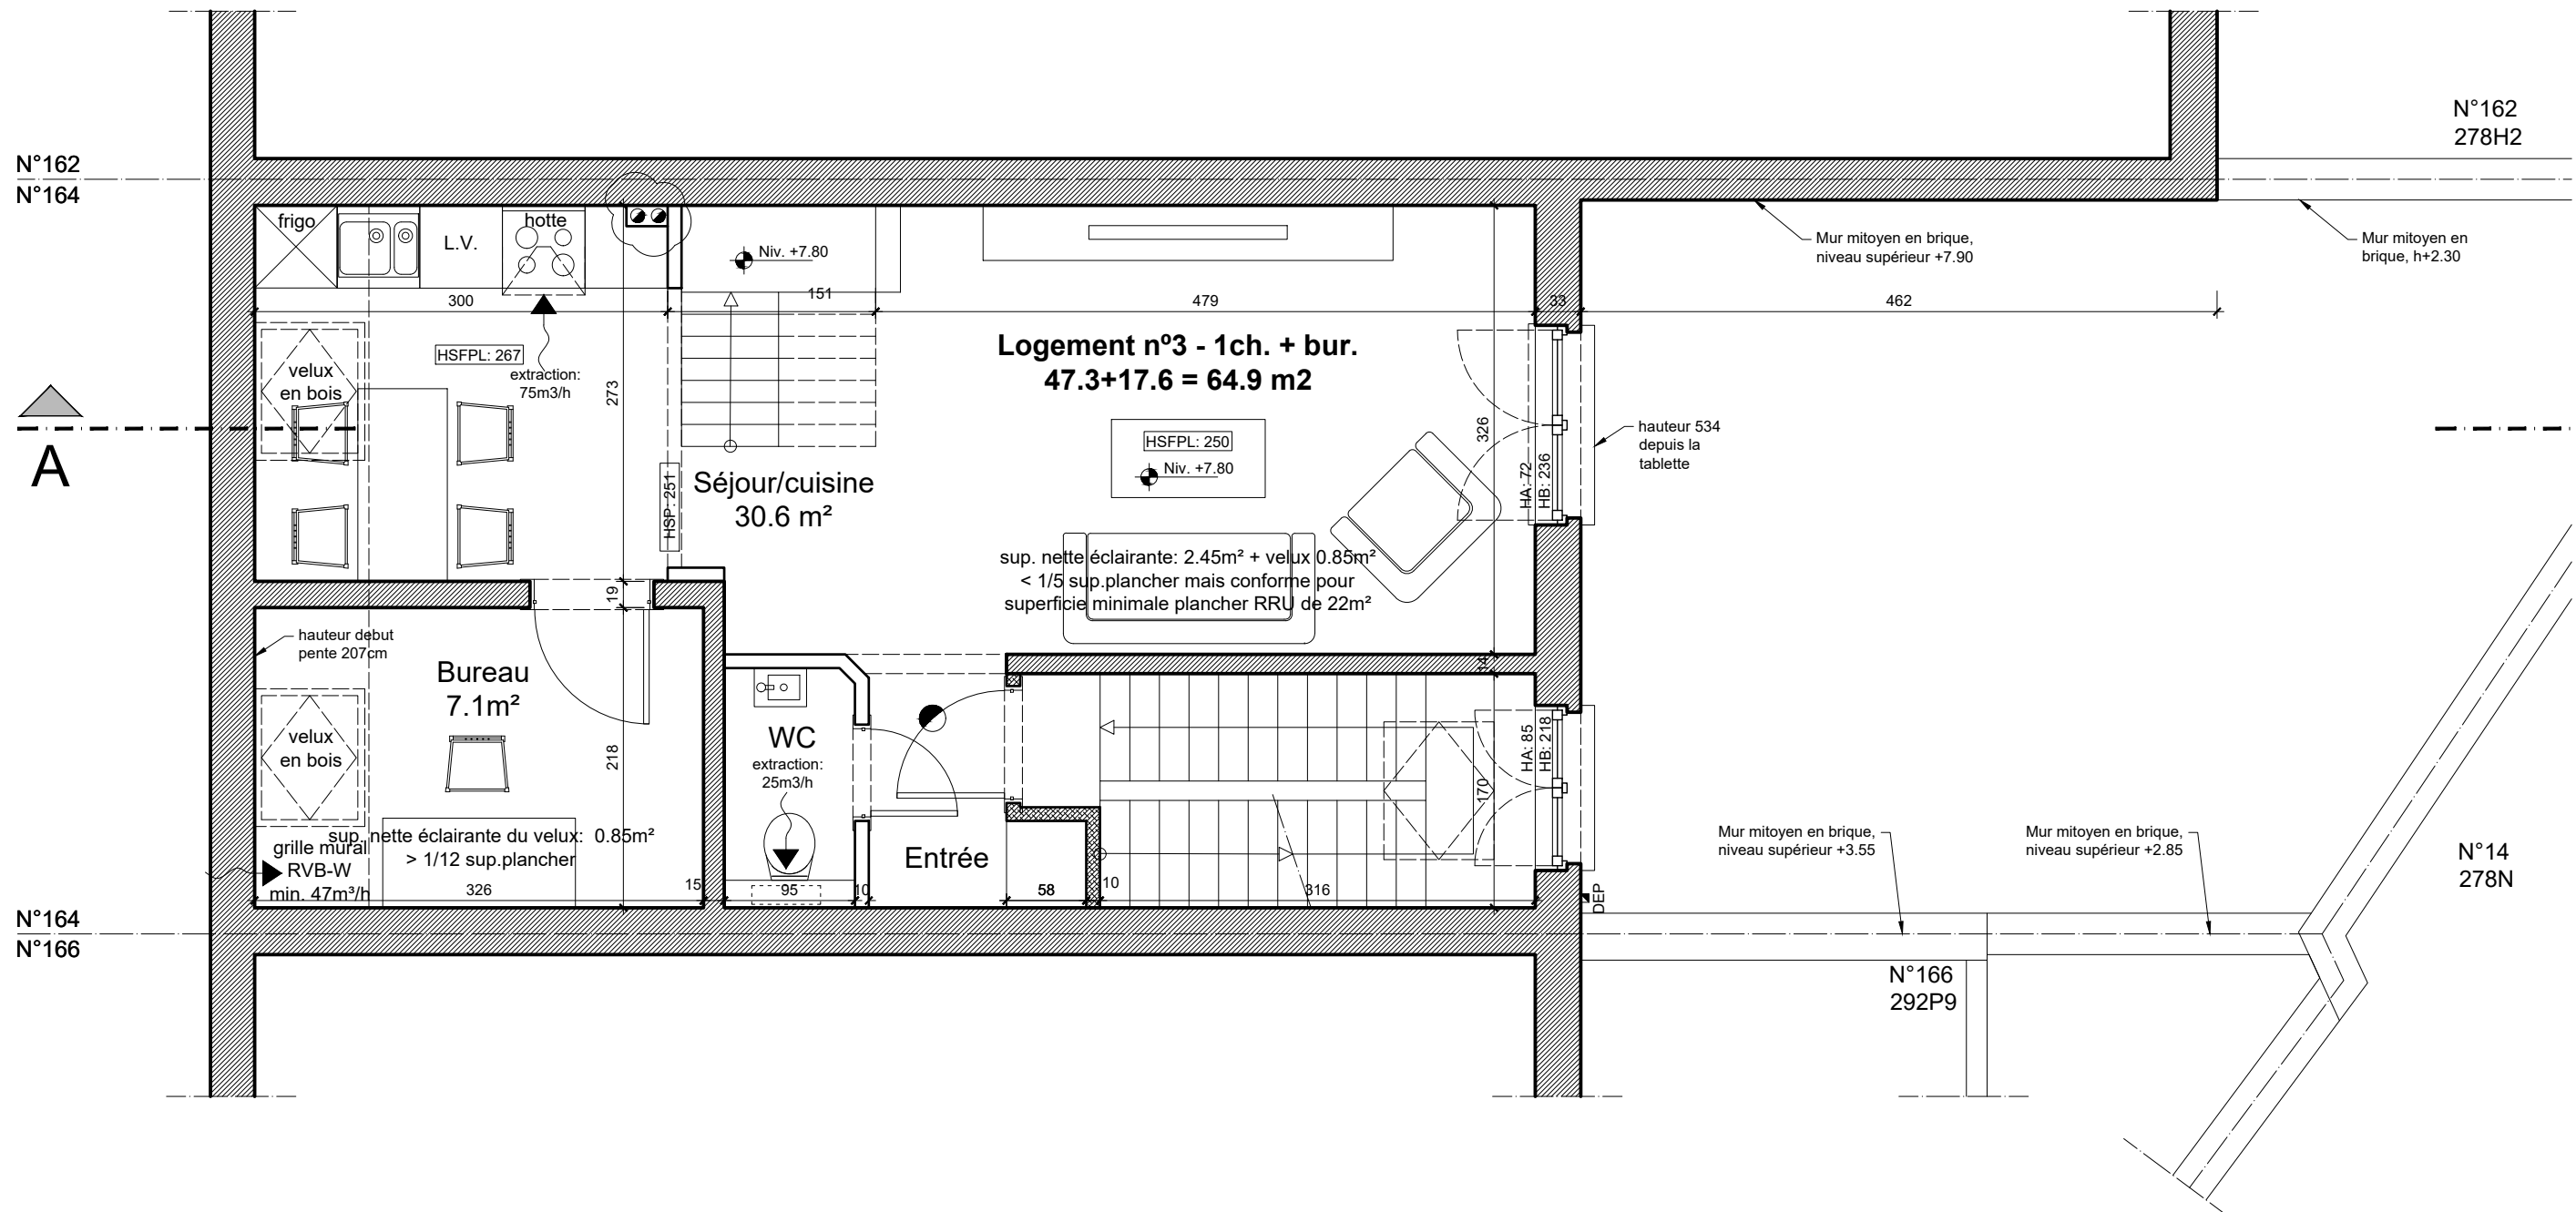 N°162
278H2
N°162
N°164
frigo
L.V.
hotte
Niv. +7.80
Mur mitoyen en brique,
niveau supérieur +7.90
Mur mitoyen en
brique, h+2.30
300
151
479
33
462
HSFPL: 267
velux
en bois
extraction:
75m3/h
273
Logement nº3 - 1ch. + bur.
47.3+17.6 = 64.9 m2
A
HSFPL: 250
Niv. +7.80
326
hauteur 534
depuis la
tablette
HA: 72
HB: 236
HSP: 251
Séjour/cuisine
30.6 m²
sup. nette éclairante: 2.45m² + velux 0.85m²
< 1/5 sup.plancher mais conforme pour
superficie minimale plancher RRU de 22m²
19
hauteur debut
pente 207cm
Bureau
7.1m²
14
velux
en bois
218
WC
extraction:
25m3/h
HA: 85
HB: 218
170
sup. nette éclairante du velux: 0.85m²
> 1/12 sup.plancher
grille mural
RVB-W
min. 47m³/h
Entrée
Mur mitoyen en brique,
niveau supérieur +3.55
Mur mitoyen en brique,
niveau supérieur +2.85
N°14
278N
326
15
95
10
58
10
316
DEP
N°164
N°166
N°166
292P9